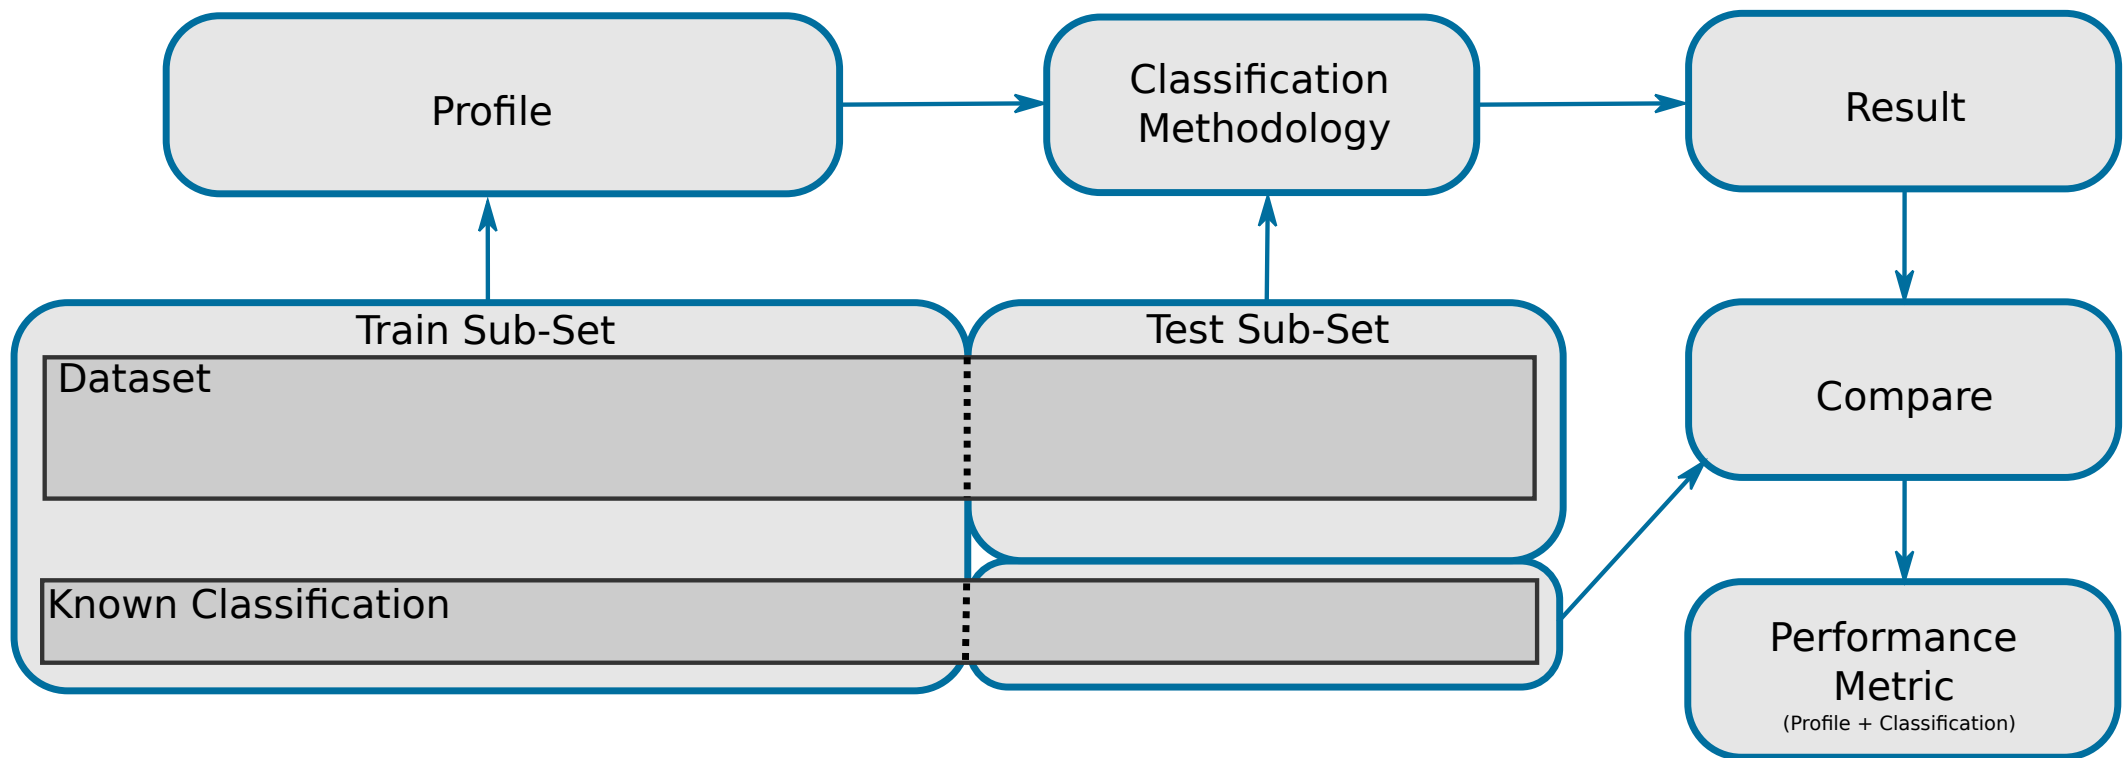 Profile
Classification
Methodology
Result
Train Sub-Set
Test Sub-Set
Dataset
Compare
Known Classification
Performance
Metric
(Profile + Classification)